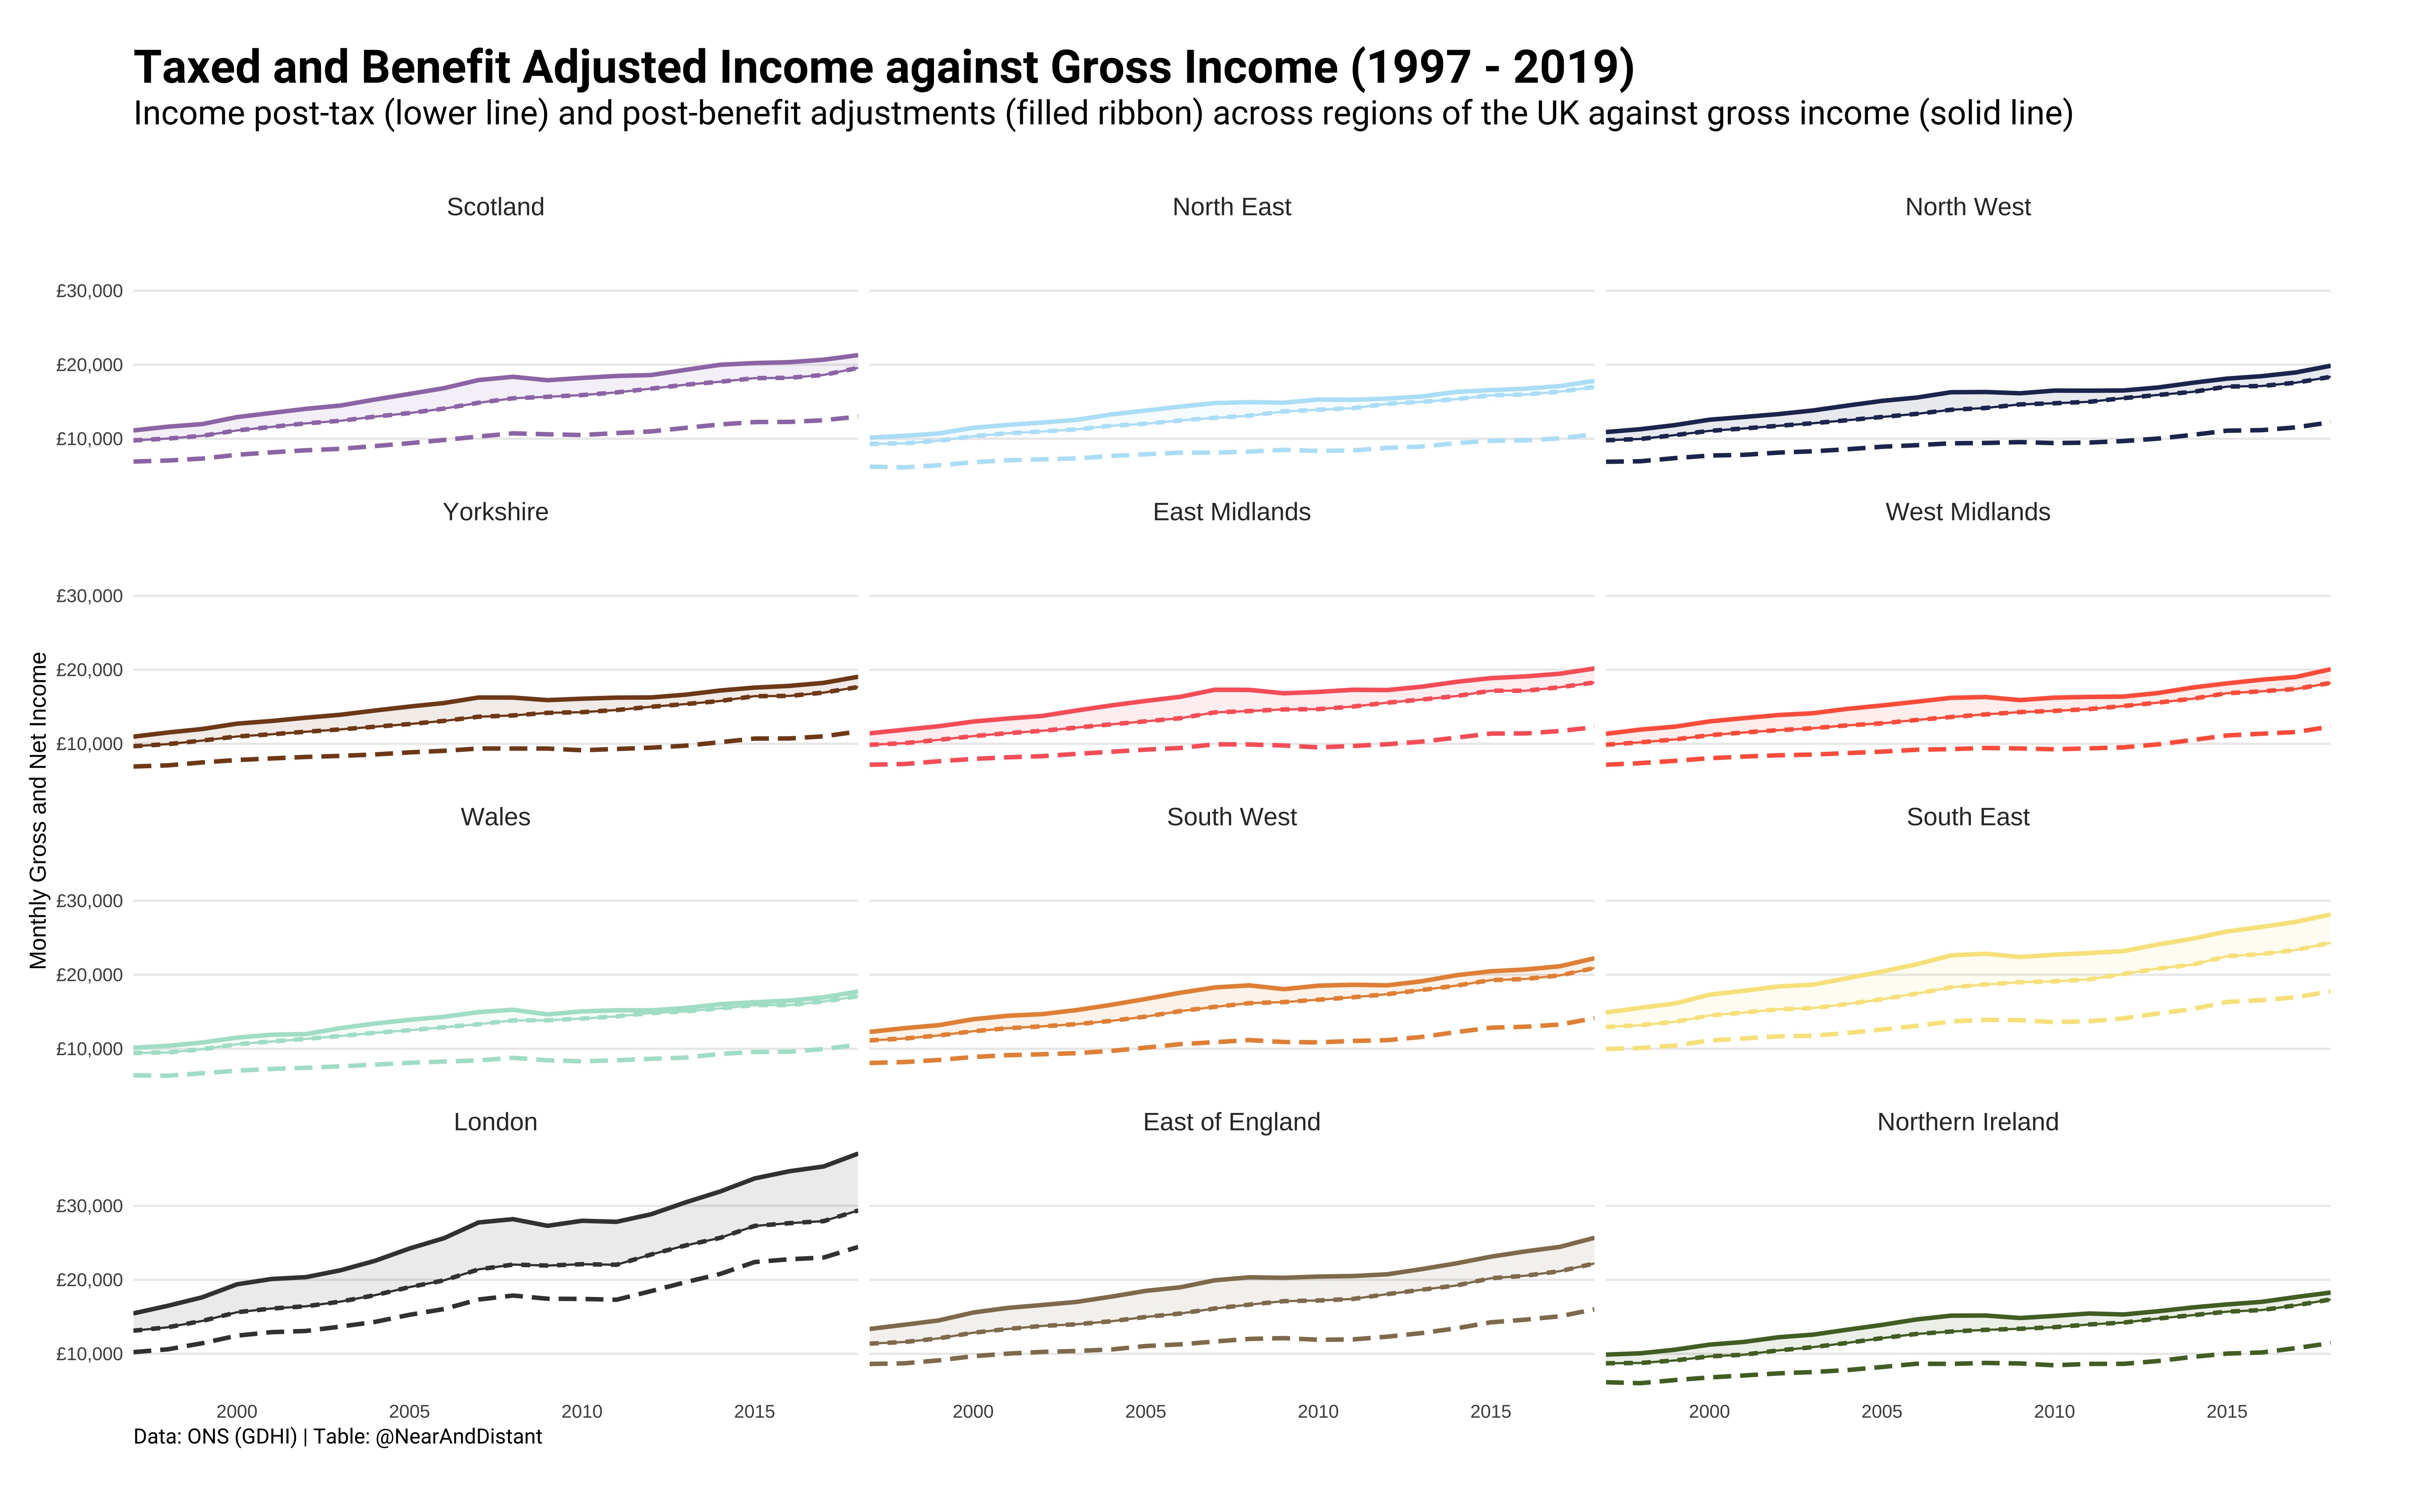 Taxed and Benefit Adjusted Income against Gross Income (1997 - 2019)
Income post-tax (lower line) and post-benefit adjustments (filled ribbon) across regions of the UK against gross income (solid line)
Scotland
North East
North West
£30,000
£20,000
£10,000
Yorkshire
East Midlands
West Midlands
£30,000
£20,000
£10,000
Monthly Gross and Net Income
Wales
South West
South East
£30,000
£20,000
£10,000
London
East of England
Northern Ireland
£30,000
£20,000
£10,000
2000 2005 2010 2015
2000 2005 2010 2015
2000 2005 2010 2015
Data: ONS (GDHI) | Table: @NearAndDistant